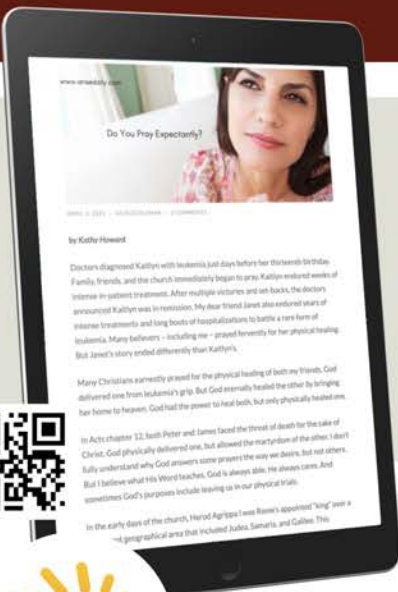 www.arisedaily.com
Do You Pray Expectantly?
by Kathy Howard
Doctors diagnosed Kaitlyn with leukemia just days before her thirteenth birthday.
Family, friends, and the church immediately began to pray. Kaitlyn endured weeks of
intense in-patient treatment. After multiple victories and set-backs, the doctors
announced Kaitlyn was in remission. My dear friend Janet also endured years of
intense treatments and long bouts of hospitalizations to battle a rare form of
leukemia. Many believers – including me – prayed fervently for her physical healing.
But Janet's story ended differently than Kaitlyn's.
Many Christians earnestly prayed for the physical healing of both my friends. God
delivered one from leukemia's grip. But God eternally healed the other by bringing
her home to heaven. God had the power to heal both, but only physically healed one.
In Acts chapter 12, both Peter and James faced the threat of death for the sake of
Christ. God physically delivered one, but allowed the martyrdom of the other. I don't
fully understand why God answers some prayers the way we desire, but not others.
But I believe what His Word teaches, God is always able. He always cares. And
sometimes God's purposes include leaving us in our physical trials.
In the early days of the church, Herod Agrippa I was Rome's appointed "king" over a
geographical area that included Judea, Samaria, and Galilee. This